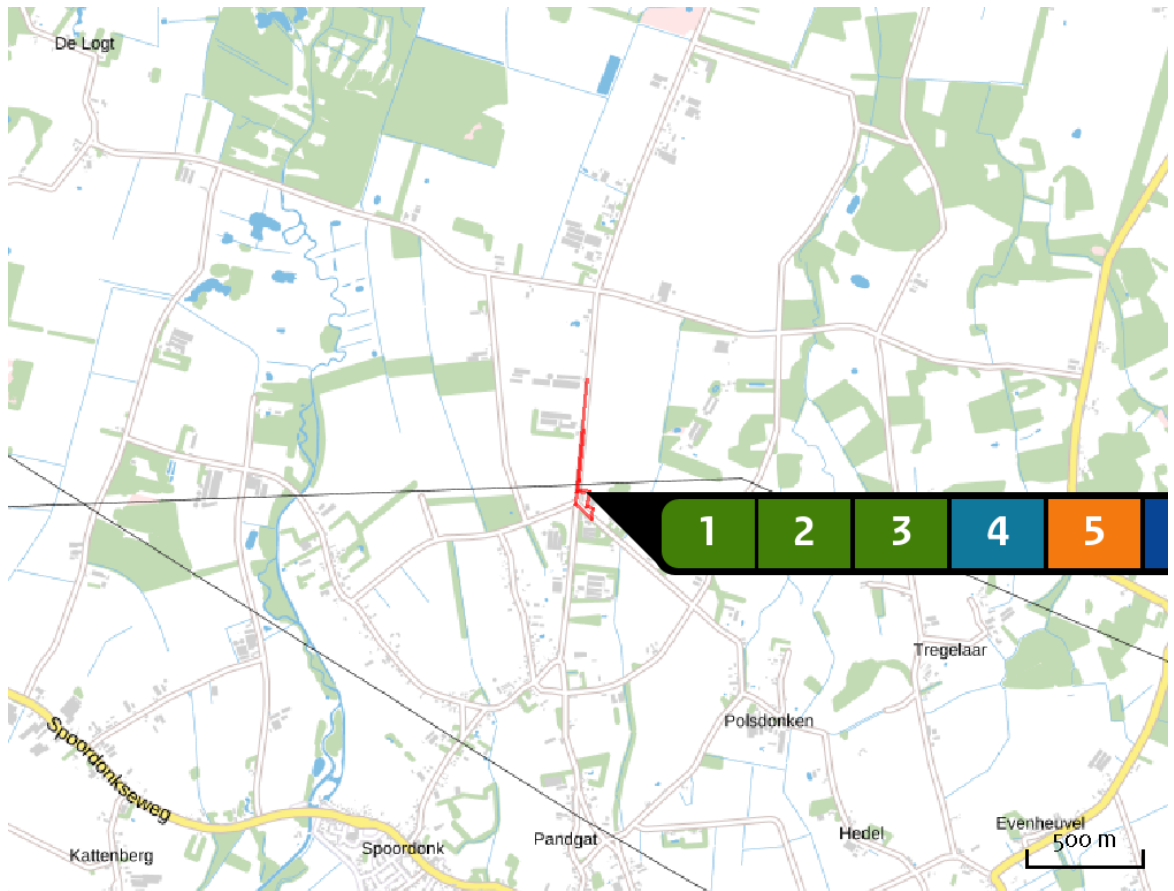 De Logt
1 2 3 4 5
Tregelaar
Polsdonken
Spoordonkseweg
Kattenberg
Spoordonk
Pandgat
Hedel
Evenheuvel
500 m